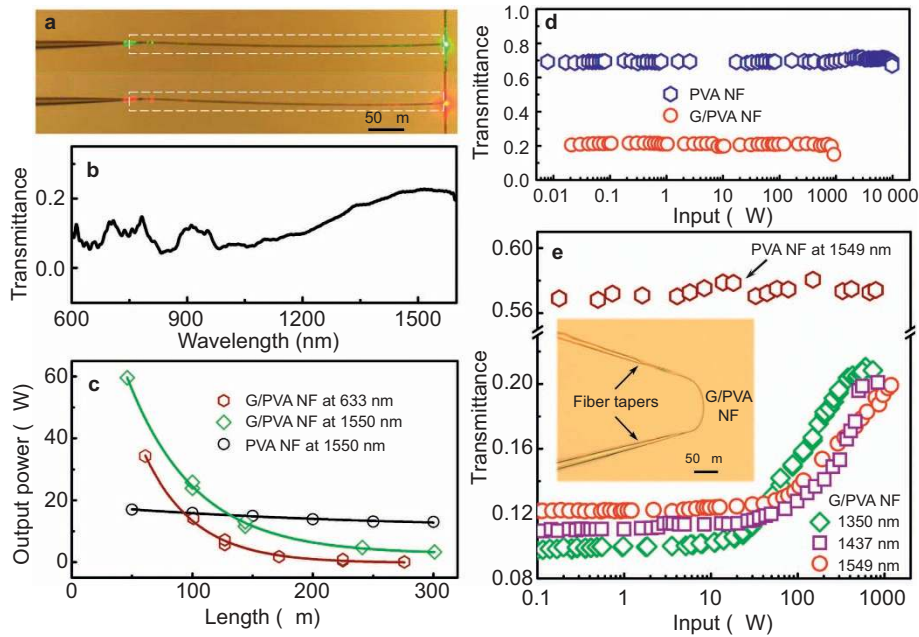 a
50 m
b
Transmittance
0.2
0.0
600 900 1200 1500
Wavelength (nm)
c
Output power ( W)
60
40
20
0
G/PVA NF at 633 nm
G/PVA NF at 1550 nm
PVA NF at 1550 nm
0 100 200 300
Length ( m)
d
Transmittance
1.0
0.8
0.6
0.4
0.2
0.0
PVA NF
G/PVA NF
0.01 0.1 1 10 100 1000 10 000
Input ( W)
e
PVA NF at 1549 nm
Transmittance
0.60
0.56
0.20
0.16
0.12
0.08
Fiber tapers
G/PVA
NF
50 m
G/PVA NF
1350 nm
1437 nm
1549 nm
0.1 1 10 100 1000
Input ( W)